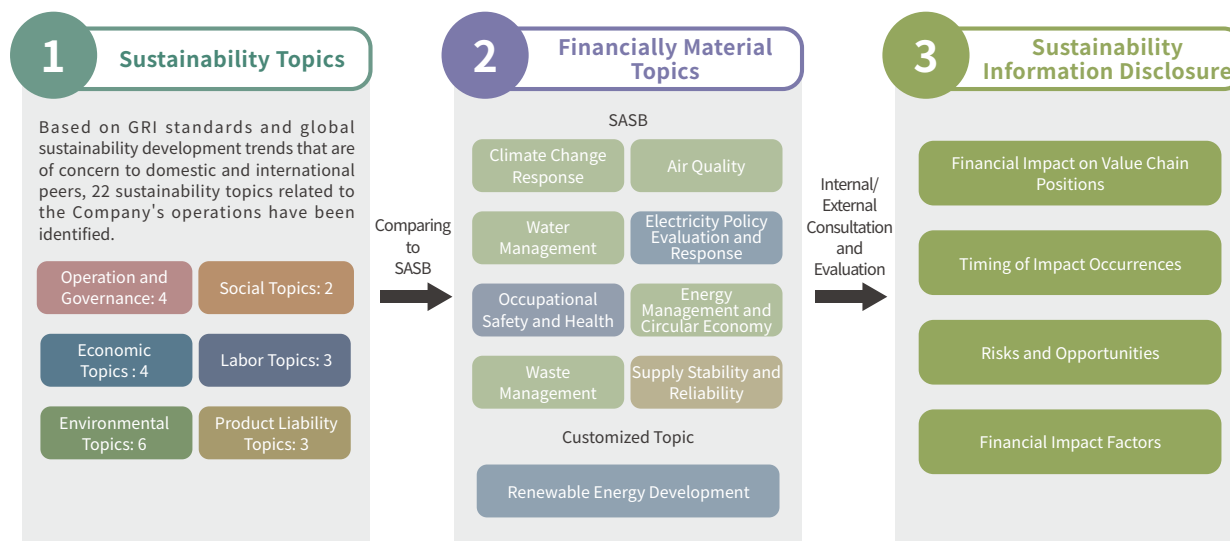 1
Sustainability Topics
Based on GRI standards and global
sustainability development trends that are
of concern to domestic and international
peers, 22 sustainability topics related to
the Company's operations have been
identified.
Operation and
Governance: 4
Social Topics: 2
Economic
Topics : 4
Labor Topics: 3
Environmental
Topics: 6
Product Liability
Topics: 3
Comparing
to
SASB
2
Financially Material
Topics
SASB
Climate Change
Response
Air Quality
Water
Management
Electricity Policy
Evaluation and
Response
Occupational
Safety and Health
Energy
Management and
Circular Economy
Waste
Management
Supply Stability and
Reliability
Customized Topic
Renewable Energy Development
Internal/
External
Consultation
and
Evaluation
3
Sustainability
Information Disclosure
Financial Impact on Value Chain
Positions
Timing of Impact Occurrences
Risks and Opportunities
Financial Impact Factors